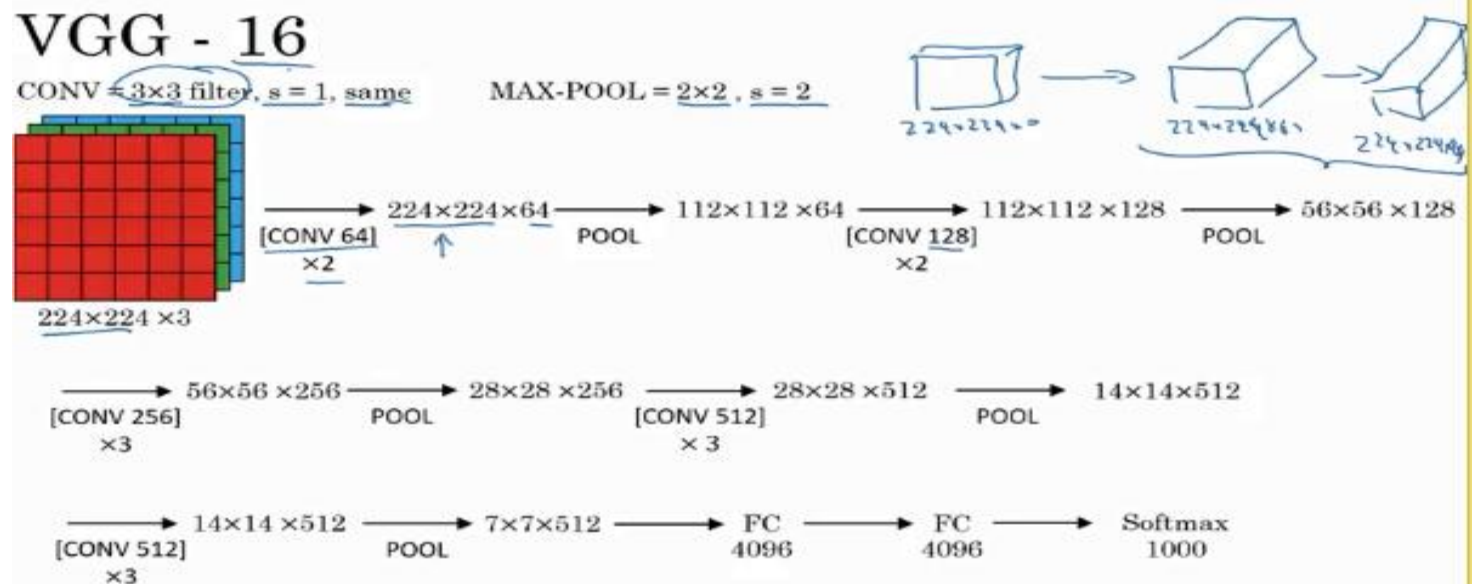 VGG - 16
CONV = 3×3 filter, s = 1, same
MAX-POOL = 2×2 , s = 2
224×224 ×3
[CONV 64]
×2
224×224×64
POOL
112×112 ×64
[CONV 128]
×2
112×112 ×128
POOL
56×56 ×128
[CONV 256]
×3
56×56 ×256
POOL
28×28 ×256
[CONV 512]
× 3
28×28 ×512
POOL
14×14×512
[CONV 512]
×3
14×14 ×512
POOL
7×7×512
FC
4096
FC
4096
Softmax
1000